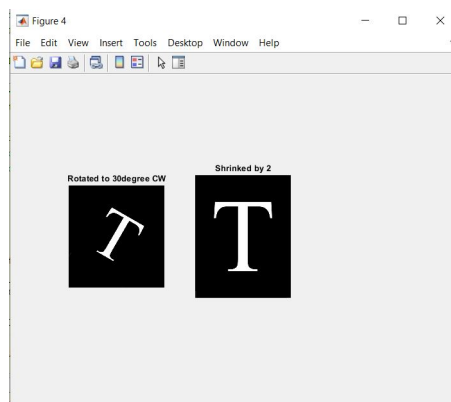 Figure 4
File Edit View Insert Tools Desktop Window Help
Rotated to 30degree CW
Shrinked by 2
T
T